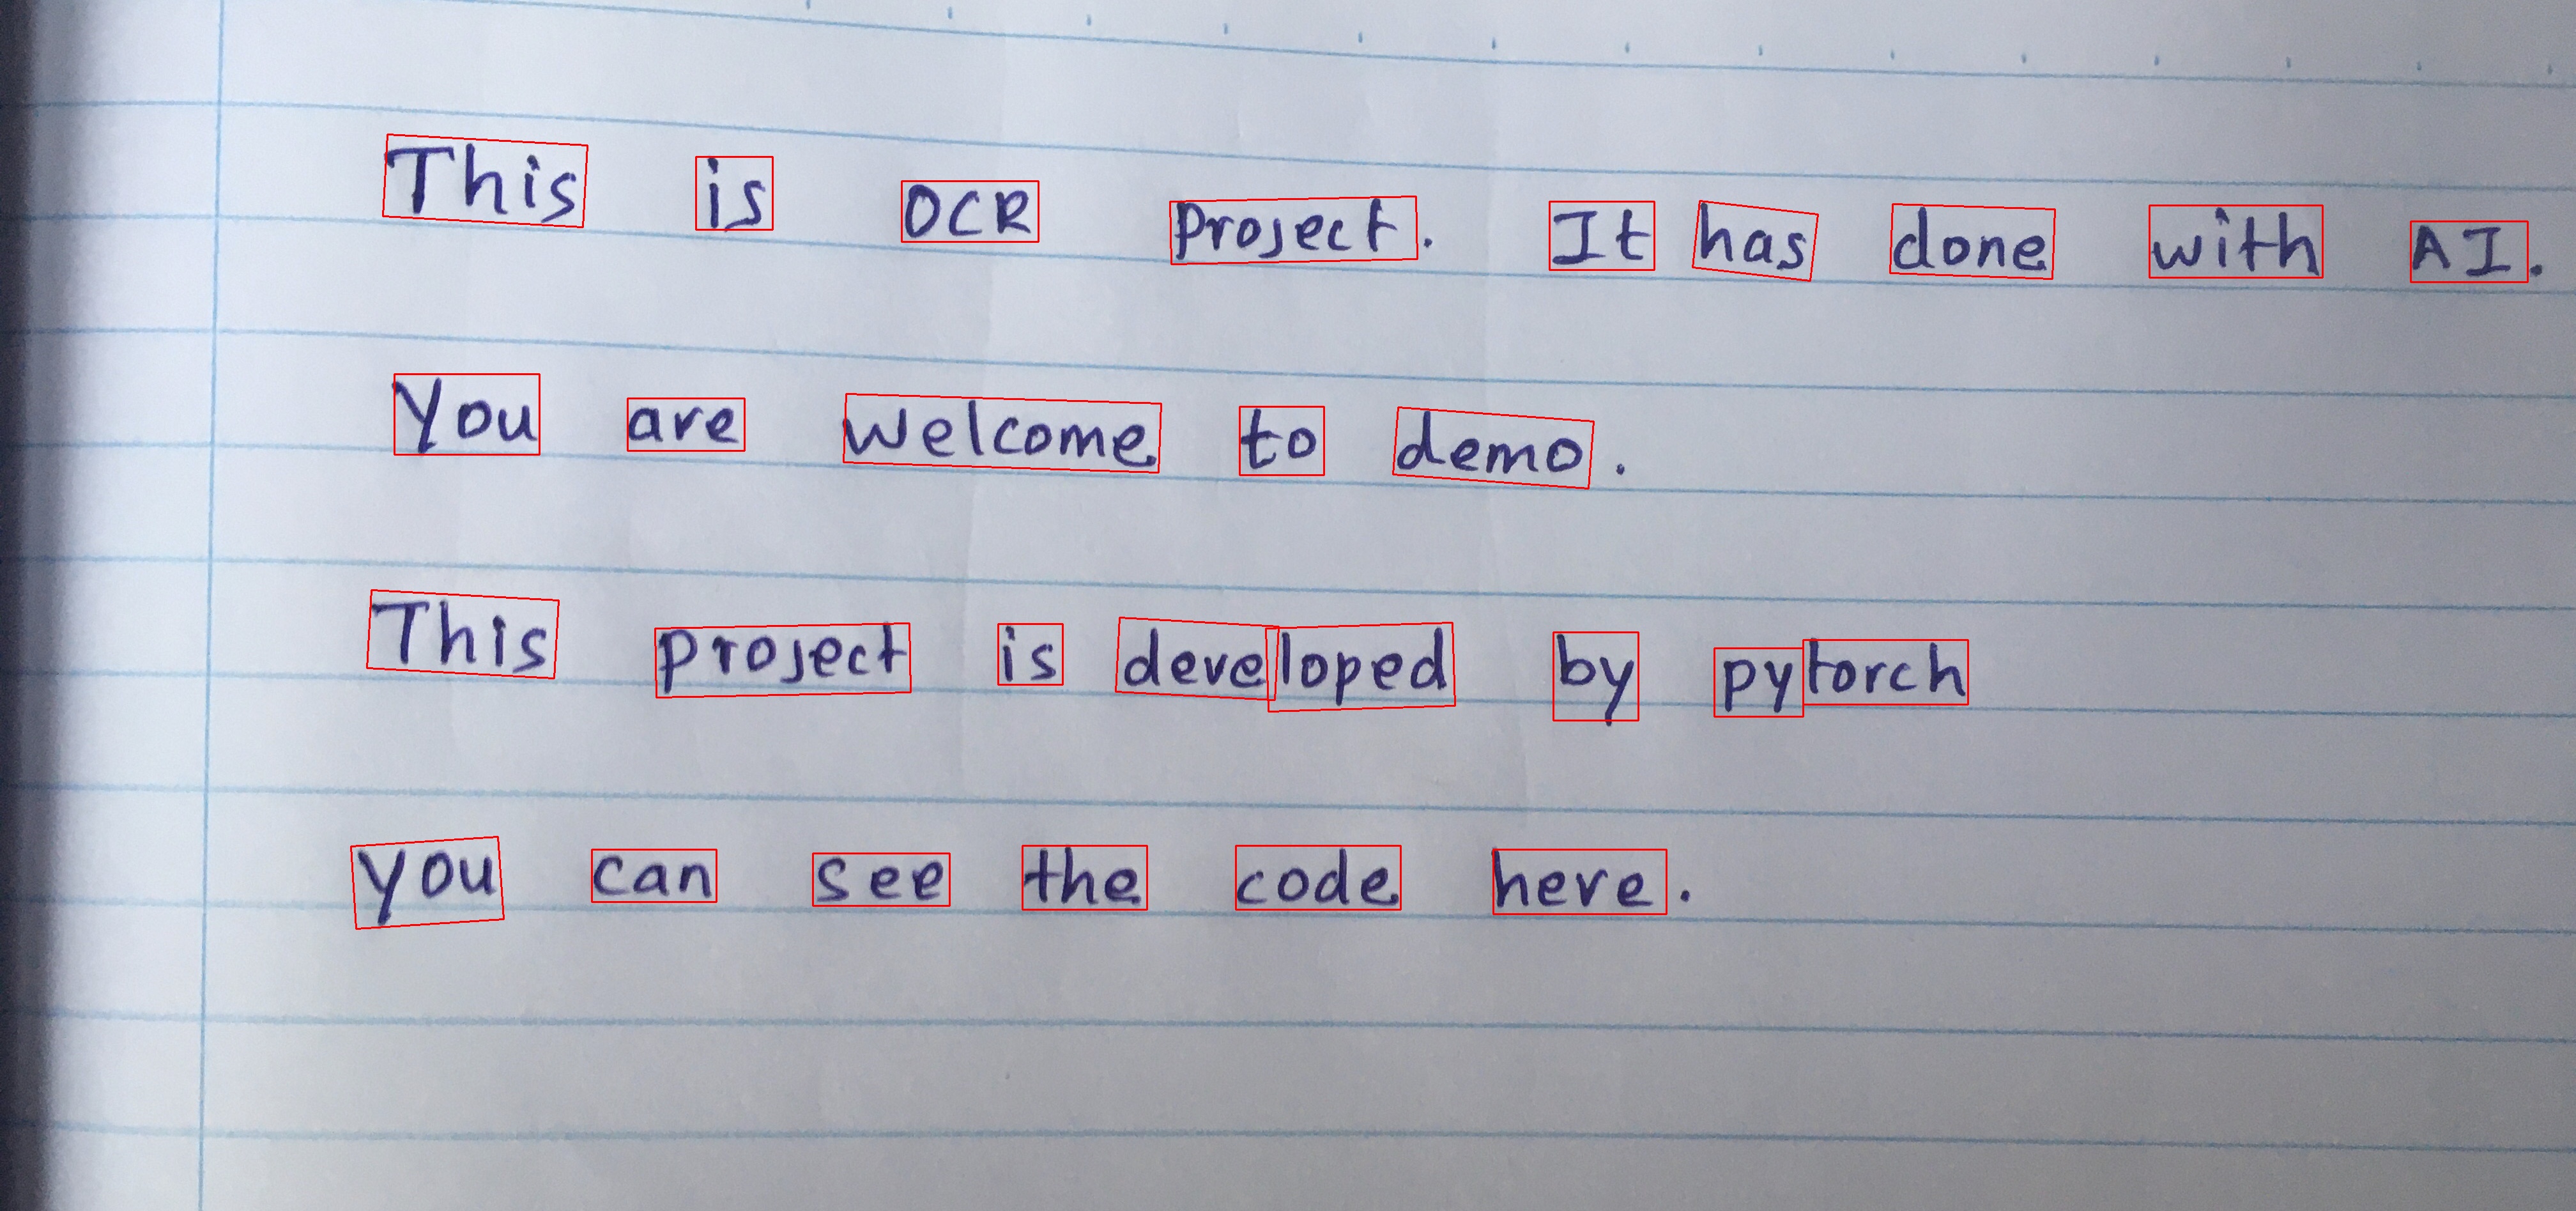 This is OCR Project. It has done with AI.
You are welcome to demo.
This project is developed by pytorch
you can see the code here.